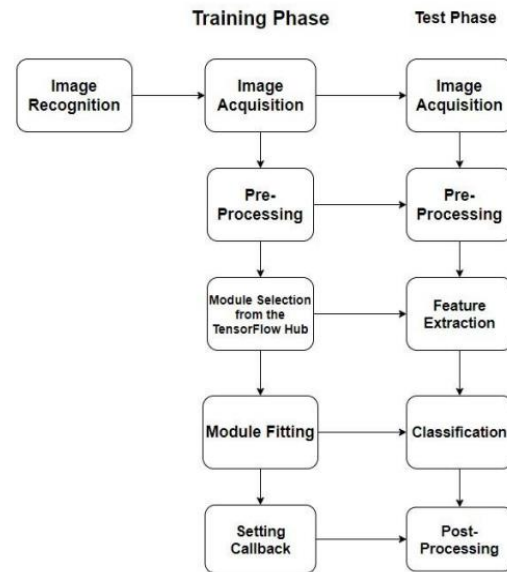 Training Phase
Test Phase
Image
Recognition
Image
Acquisition
Image
Acquisition
Pre-
Processing
Pre-
Processing
Module Selection
from the
TensorFlow Hub
Feature
Extraction
Module Fitting
Classification
Setting
Callback
Post-
Processing